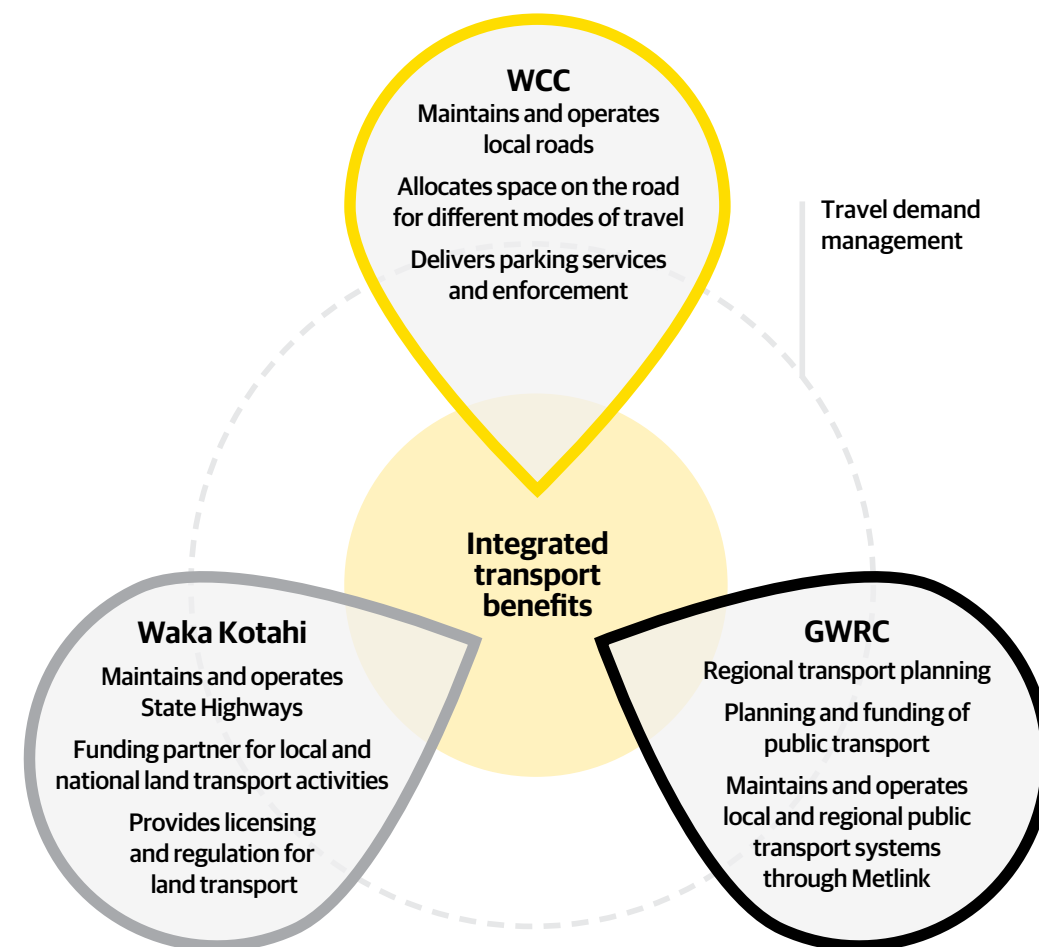 WCC
Maintains and operates
local roads
Allocates space on the road
for different modes of travel
Delivers parking services
and enforcement
Travel demand
management
Integrated
transport
benefits
Waka Kotahi
Maintains and operates
State Highways
Funding partner for local and
national land transport activities
Provides licensing
and regulation for
land transport
GWRC
Regional transport planning
Planning and funding of
public transport
Maintains and operates
local and regional public
transport systems
through Metlink